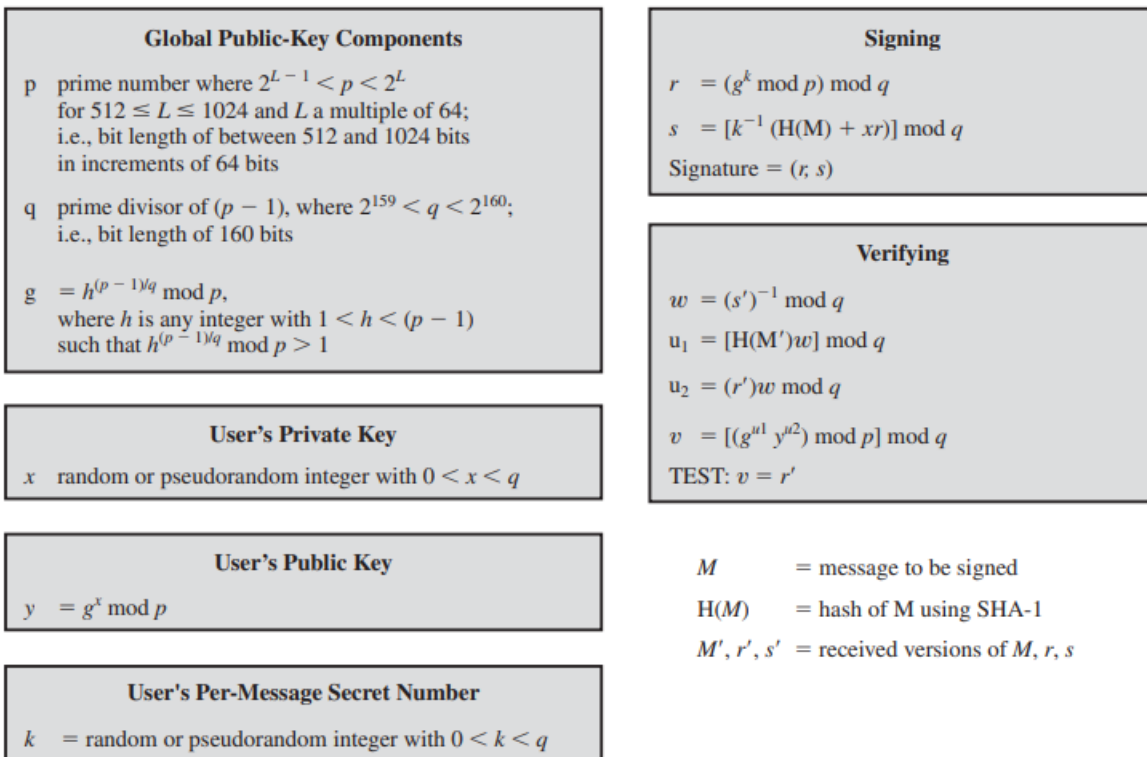 Global Public-Key Components
p prime number where 2^{L – 1} < p < 2^L
for 512 ≤ L ≤ 1024 and L a multiple of 64;
i.e., bit length of between 512 and 1024 bits
in increments of 64 bits
q prime divisor of (p – 1), where 2^{159} < q < 2^{160};
i.e., bit length of 160 bits
g = h^{(p – 1)/q} mod p,
where h is any integer with 1 < h < (p – 1)
such that h^{(p – 1)/q} mod p > 1
User's Private Key
x random or pseudorandom integer with 0 < x < q
User's Public Key
y = g^x mod p
User's Per-Message Secret Number
k = random or pseudorandom integer with 0 < k < q
Signing
r = (g^k mod p) mod q
s = [k^{–1} (H(M) + xr)] mod q
Signature = (r, s)
Verifying
w = (s′)^{–1} mod q
u_1 = [H(M′)w] mod q
u_2 = (r′)w mod q
v = [(g^{u1} y^{u2}) mod p] mod q
TEST: v = r′
M = message to be signed
H(M) = hash of M using SHA-1
M′, r′, s′ = received versions of M, r, s